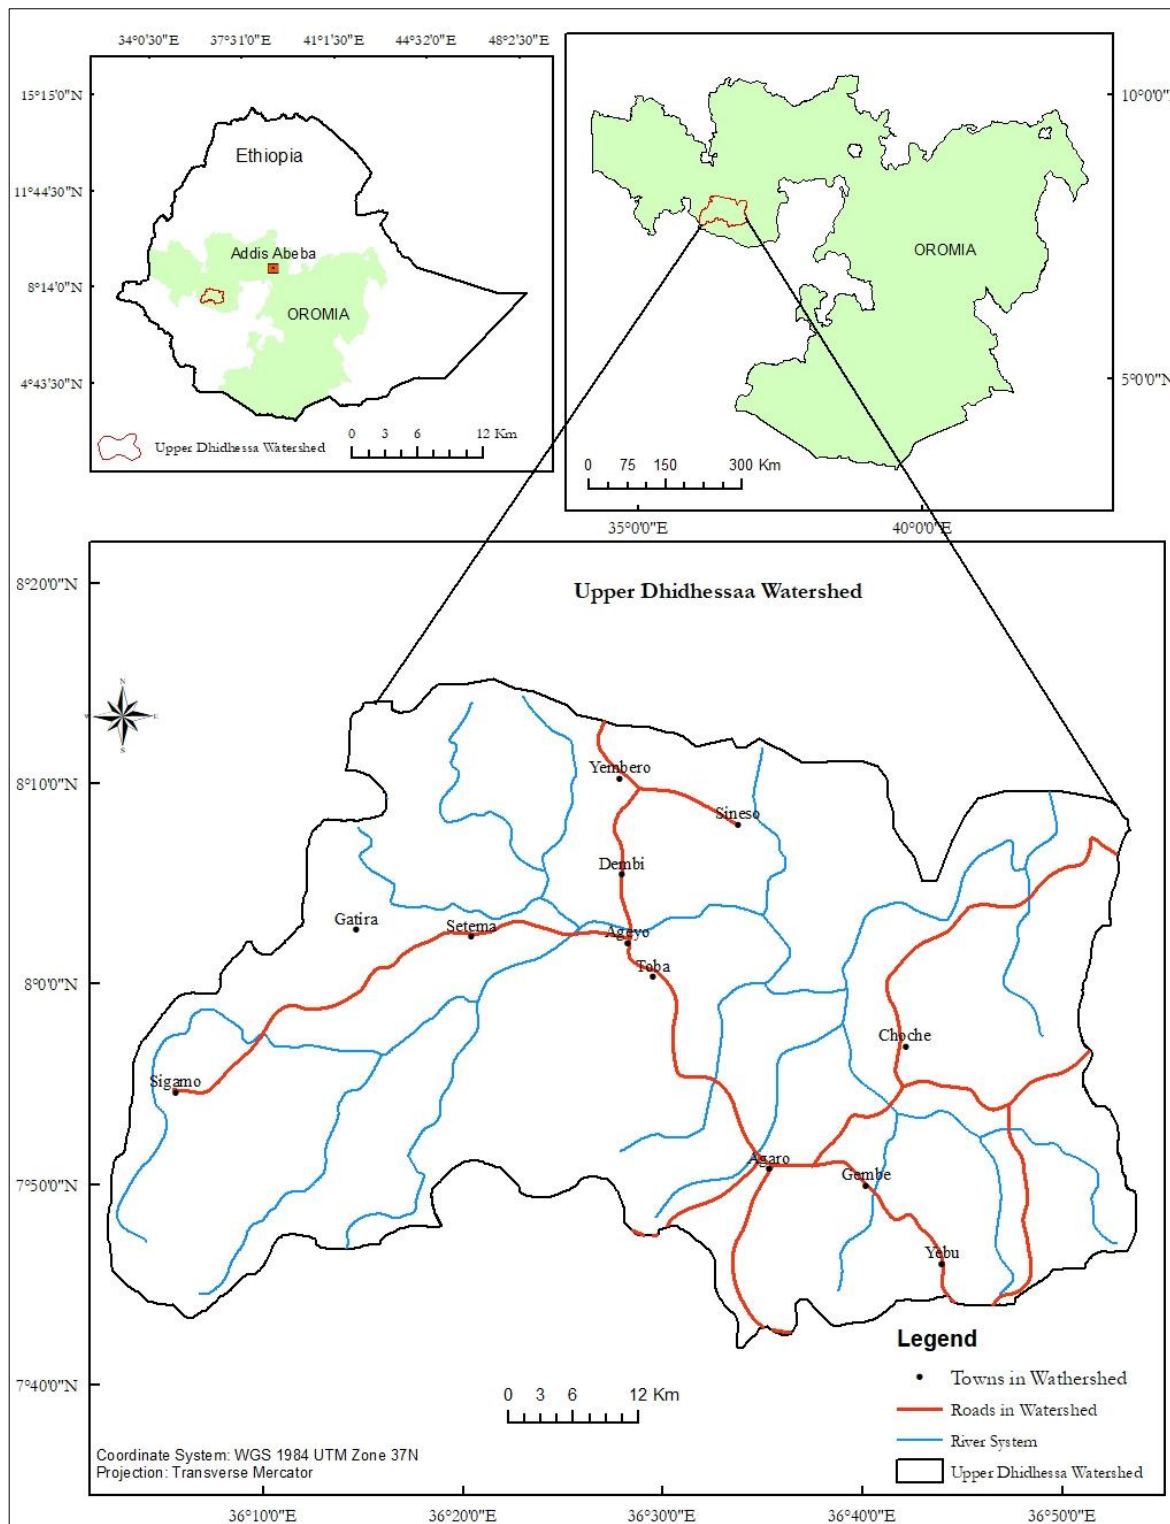 34°0'30"E 37°31'0"E 41°1'30"E 44°32'0"E 48°2'30"E
15°15'0"N
11°44'30"N
8°14'0"N
4°43'30"N
Ethiopia
Addis Abeba
OROMIA
Upper Dhidhessa Watershed
0 3 6 12 Km
10°0'0"N
5°0'0"N
OROMIA
0 75 150 300 Km
35°0'0"E 40°0'0"E
Upper Dhidhessaa Watershed
8°20'0"N
8°10'0"N
8°0'0"N
7°50'0"N
7°40'0"N
N
W E
S
Yembero
Sineso
Dembi
Gatira
Setema
Ageyo
Toba
Choche
Sigamo
Agaro
Gembe
Yebu
Legend
Towns in Wathershed
Roads in Watershed
River System
Upper Dhidhessa Watershed
0 3 6 12 Km
Coordinate System: WGS 1984 UTM Zone 37N
Projection: Transverse Mercator
36°10'0"E 36°20'0"E 36°30'0"E 36°40'0"E 36°50'0"E